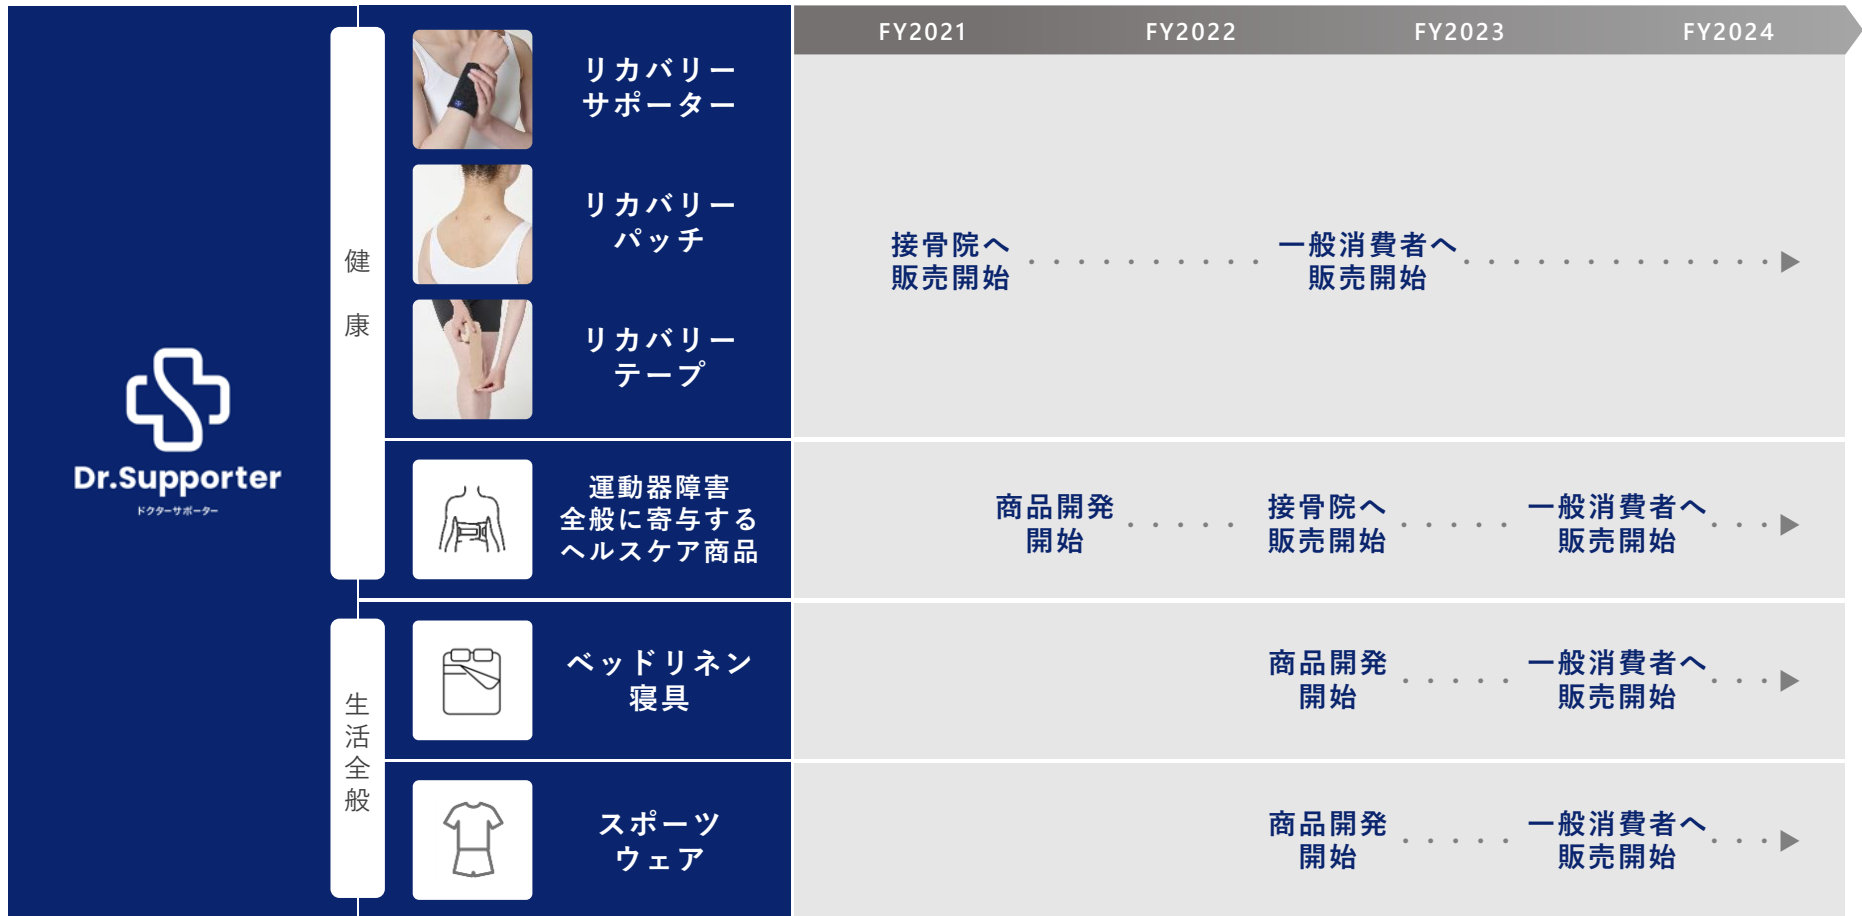 FY2021
FY2022
FY2023
FY2024
Dr.Supporter
ドクターサポーター
健康
リカバリー
サポーター
リカバリー
パッチ
リカバリー
テープ
接骨院へ
販売開始
一般消費者へ
販売開始
運動器障害
全般に寄与する
ヘルスケア商品
商品開発
開始
接骨院へ
販売開始
一般消費者へ
販売開始
生活全般
ベッドリネン
寝具
商品開発
開始
一般消費者へ
販売開始
スポーツ
ウェア
商品開発
開始
一般消費者へ
販売開始